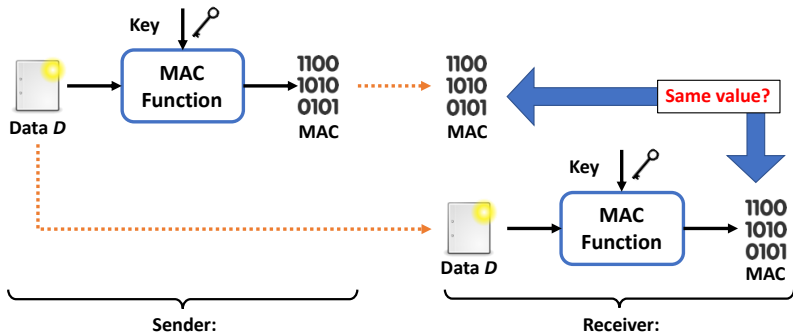 Key
MAC
Function
Data D
1100
1010
0101
MAC
1100
1010
0101
MAC
Same value?
Key
MAC
Function
Data D
1100
1010
0101
MAC
Sender:
Receiver: